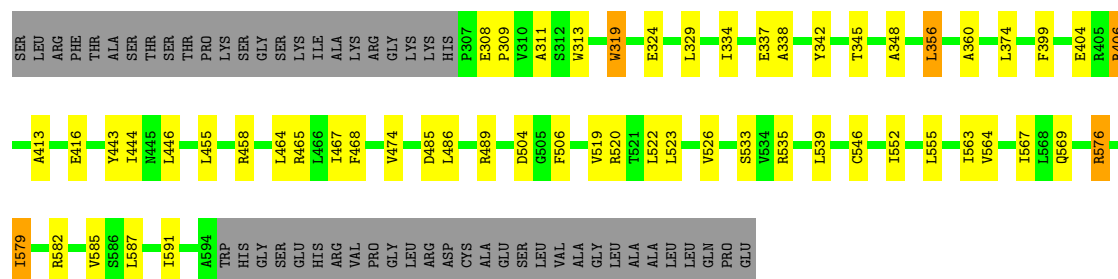 SER LEU ARG PHE THR THR ALA SER SER THR THR PRO LYS SER GLY SER SER LYS ILE ALA LYS ARG GLY LYS LYS HIS P307 E308 P309 V310 A311 S312 W313 W319 E324 L329 I334 E337 A338 Y342 T345 A348 L356 A360 L374 F399 E404 R405 R406
A413 E416 Y443 I444 N445 L446 L455 R458 L464 R465 L466 I467 F468 V474 D485 L486 R489 D504 G505 F506 V519 R520 T521 L522 L523 V526 S533 V534 R535 L539 C546 I552 L555 I563 V564 I567 L568 Q569 R576
I579 R582 V585 S586 L587 I591 A594 TRP HIS GLY SER GLU HIS ARG VAL PRO GLY LEU ARG ASP CYS ALA GLU SER LEU VAL ALA GLY LEU ALA ALA LEU LEU GLN PRO GLU